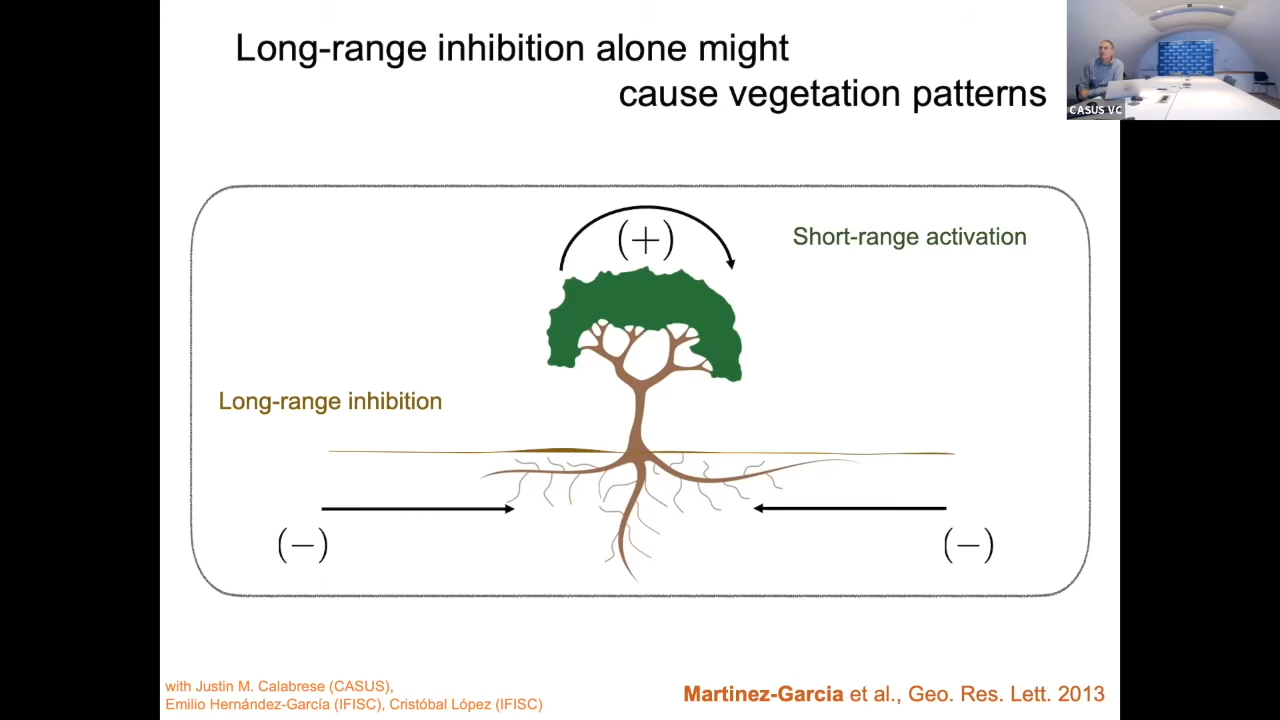 Long-range inhibition alone might
cause vegetation patterns
CASUS VC
(+)
Short-range activation
Long-range inhibition
(−)
(−)
with Justin M. Calabrese (CASUS),
Emilio Hernández-García (IFISC), Cristóbal López (IFISC)
Martinez-Garcia et al., Geo. Res. Lett. 2013